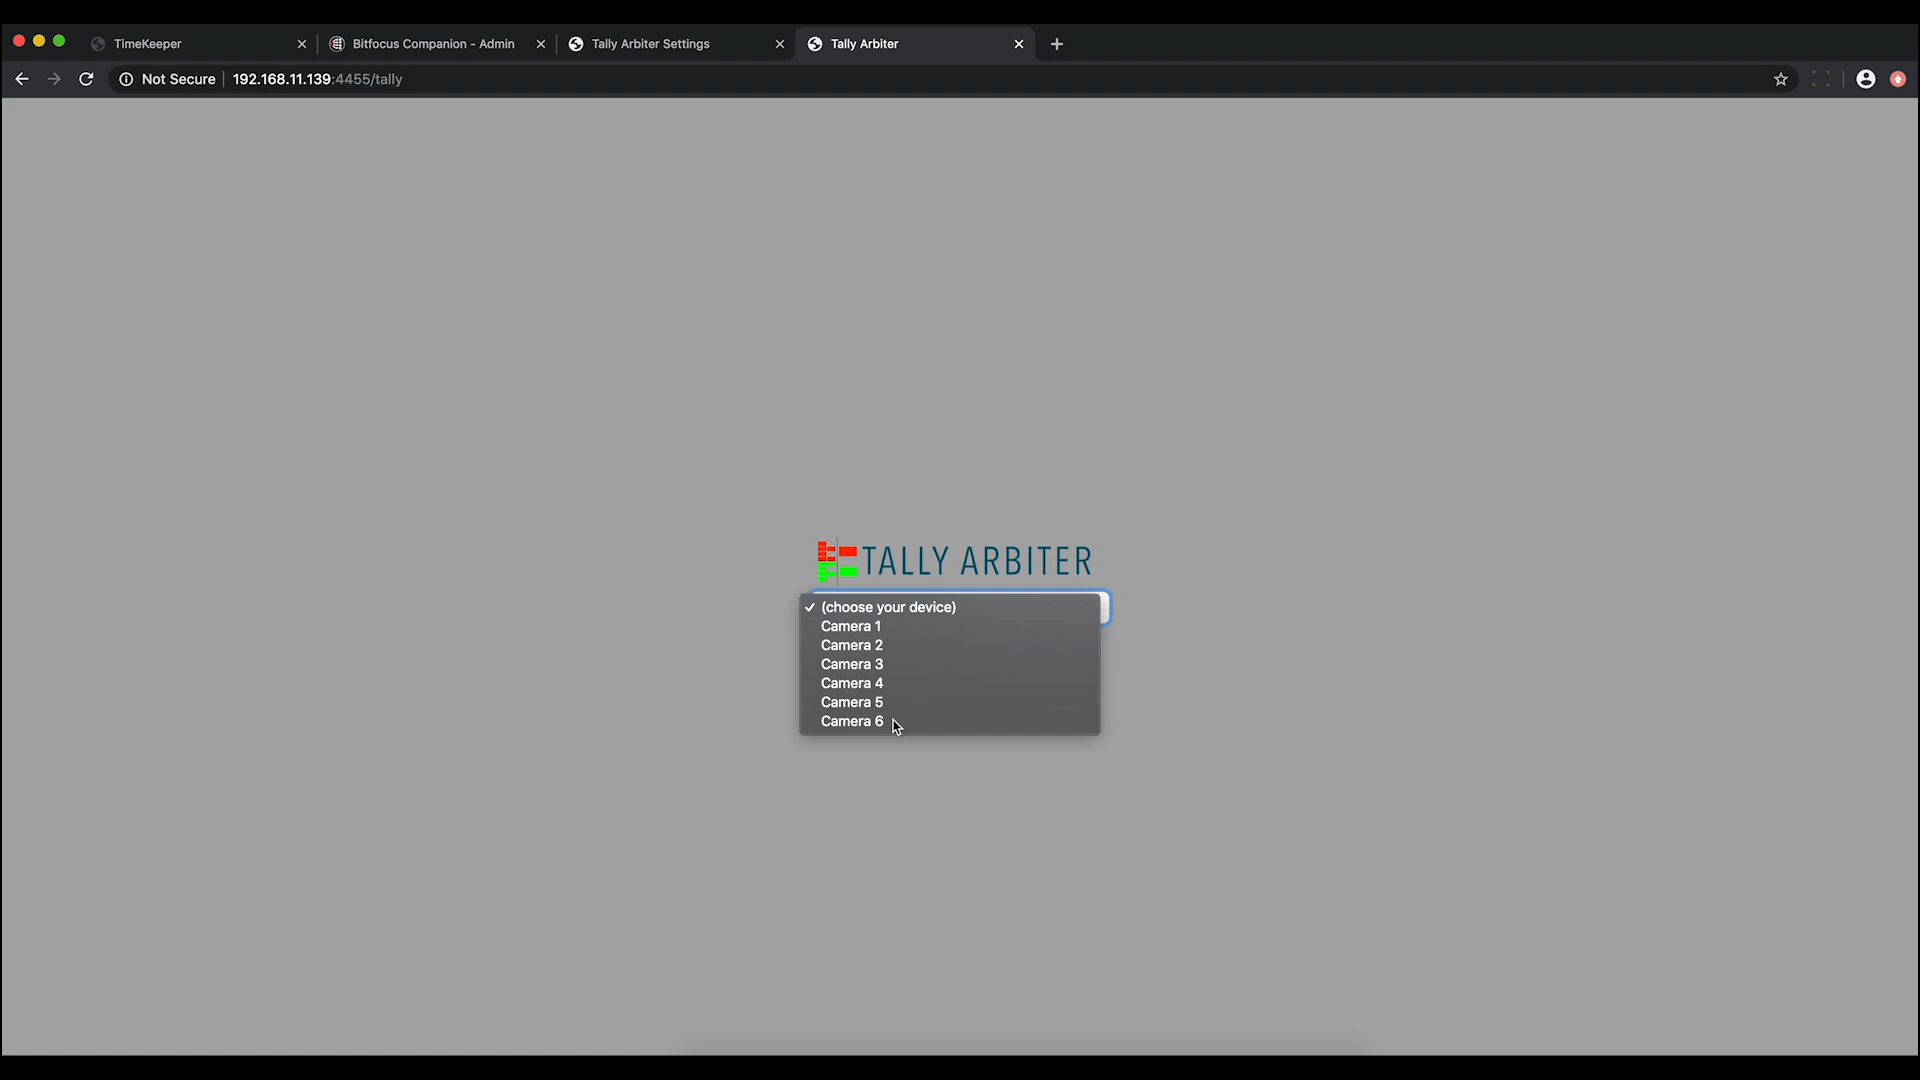 TimeKeeper
Bitfocus Companion - Admin
Tally Arbiter Settings
Tally Arbiter
Not Secure
192.168.11.139:4455/tally
TALLY ARBITER
(choose your device)
Camera 1
Camera 2
Camera 3
Camera 4
Camera 5
Camera 6